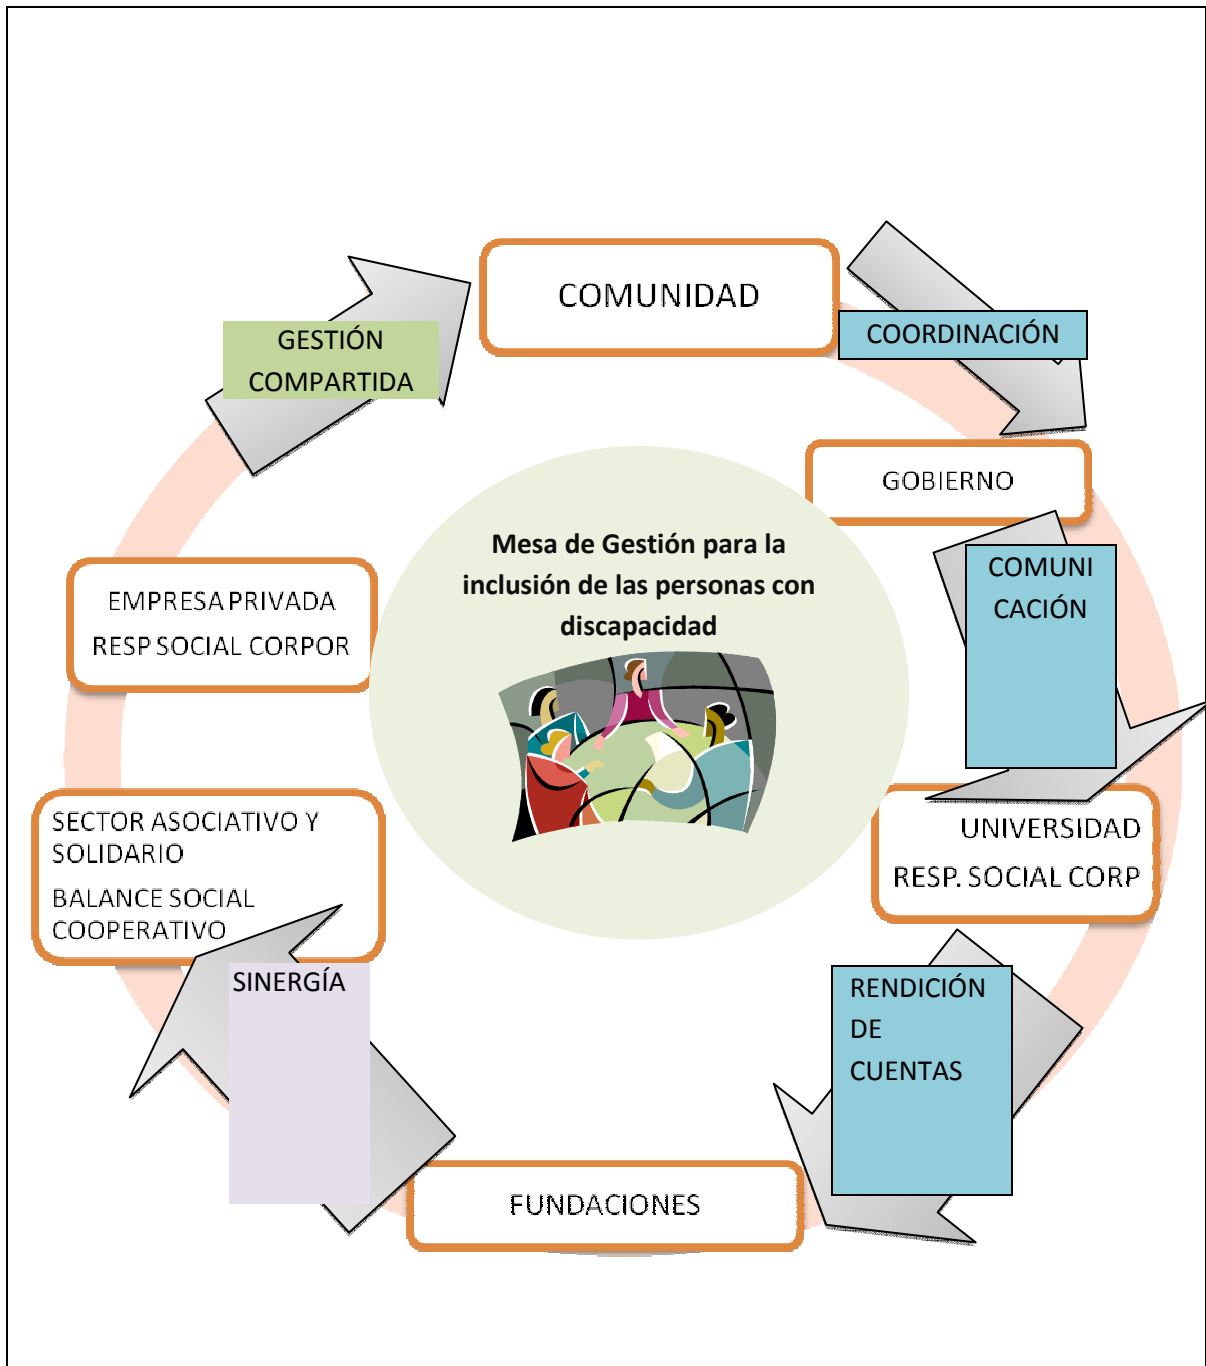 COMUNIDAD
GESTIÓN
COMPARTIDA
COORDINACIÓN
GOBIERNO
Mesa de Gestión para la
inclusión de las personas con
discapacidad
COMUNI
CACIÓN
EMPRESA PRIVADA
RESP SOCIAL CORPOR
SECTOR ASOCIATIVO Y
SOLIDARIO
BALANCE SOCIAL
COOPERATIVO
UNIVERSIDAD
RESP. SOCIAL CORP
SINERGÍA
RENDICIÓN
DE
CUENTAS
FUNDACIONES